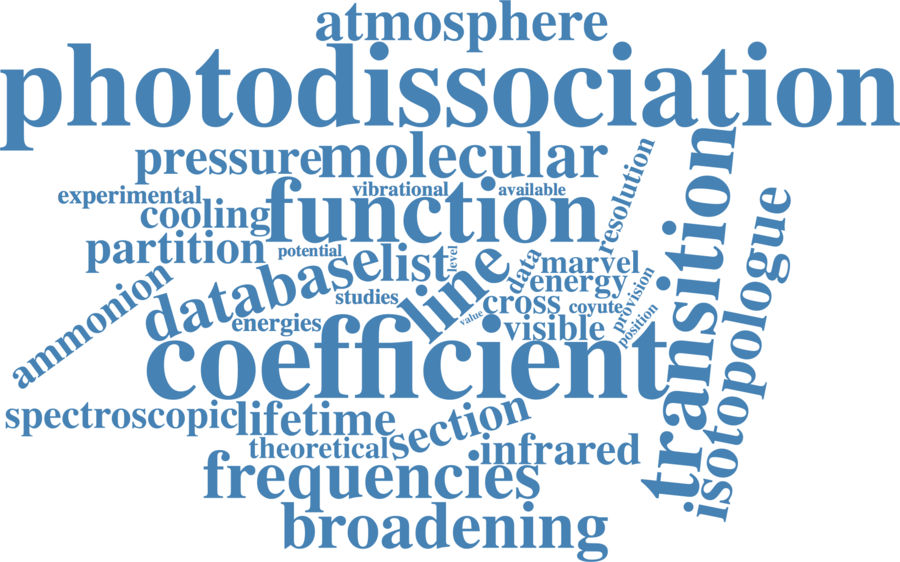 atmosphere
photodissociation
pressure
molecular
resolution
transition
experimental
vibrational
available
cooling
function
isotopologue
partition
potential
level
list
line
data
marvel
energy
ammonion
database
studies
value
cross
coyute
provision
position
energies
visible
coefficient
spectroscopic
lifetime
section
theoretical
infrared
frequencies
broadening